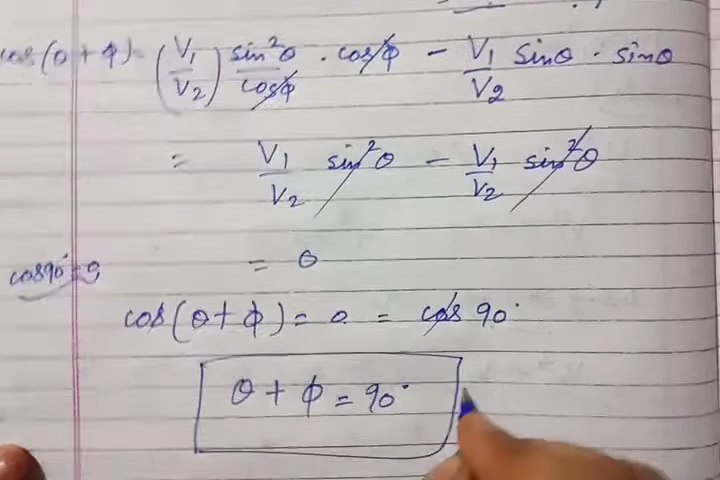 cos(θ + ϕ) = (V₁/V₂) sin²θ/cosϕ · cosϕ − V₁/V₂ sinθ · sinθ
= V₁/V₂ sin²θ − V₁/V₂ sin²θ
= 0
cos90° = 0
cos(θ + ϕ) = 0 = cos 90°
θ + ϕ = 90°